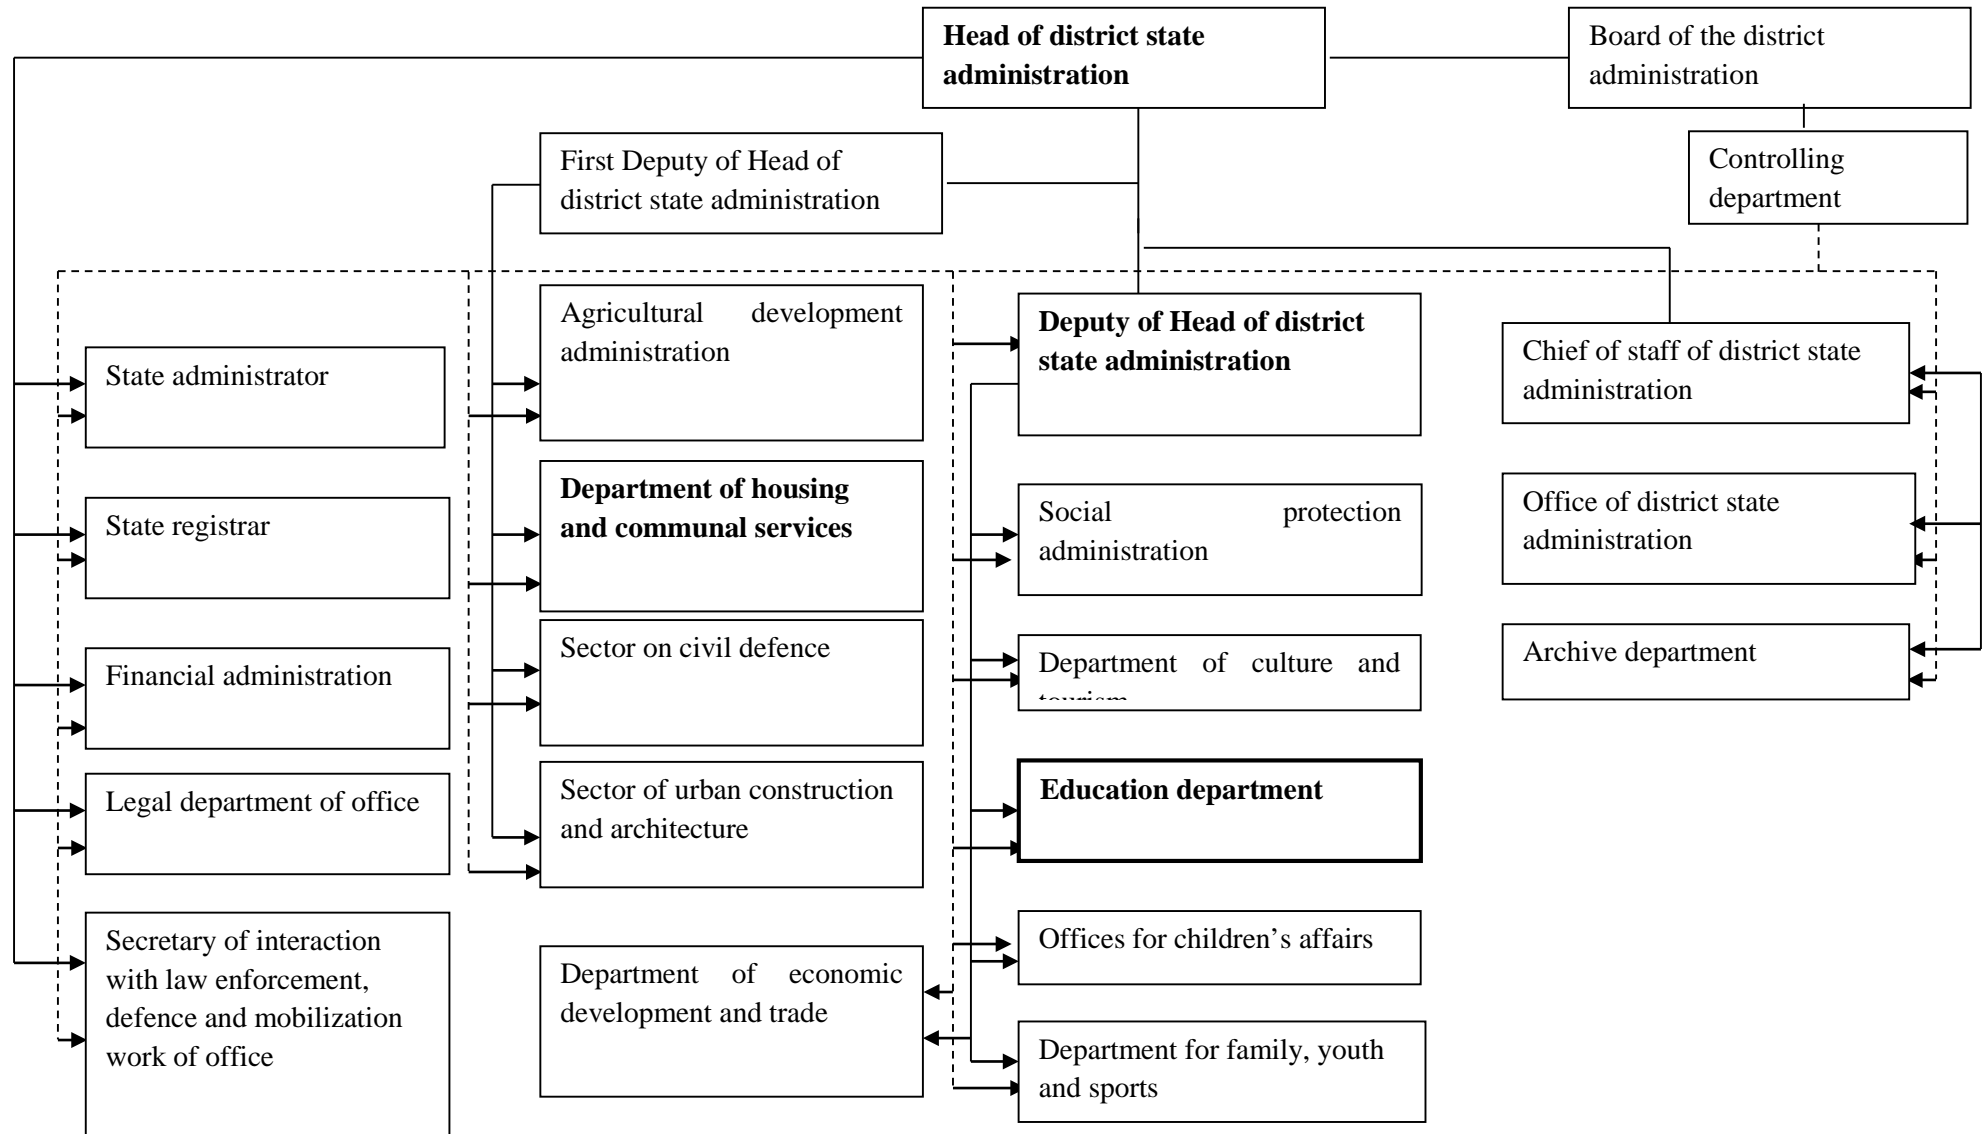 Head of district state
administration
Board of the district
administration
First Deputy of Head of
district state administration
Controlling
department
Agricultural development
administration
Deputy of Head of district
state administration
Chief of staff of district state
administration
State administrator
Department of housing
and communal services
Social protection
administration
Office of district state
administration
State registrar
Sector on civil defence
Department of culture and
tourism
Archive department
Financial administration
Legal department of office
Sector of urban construction
and architecture
Education department
Secretary of interaction
with law enforcement,
defence and mobilization
work of office
Department of economic
development and trade
Offices for children's affairs
Department for family, youth
and sports